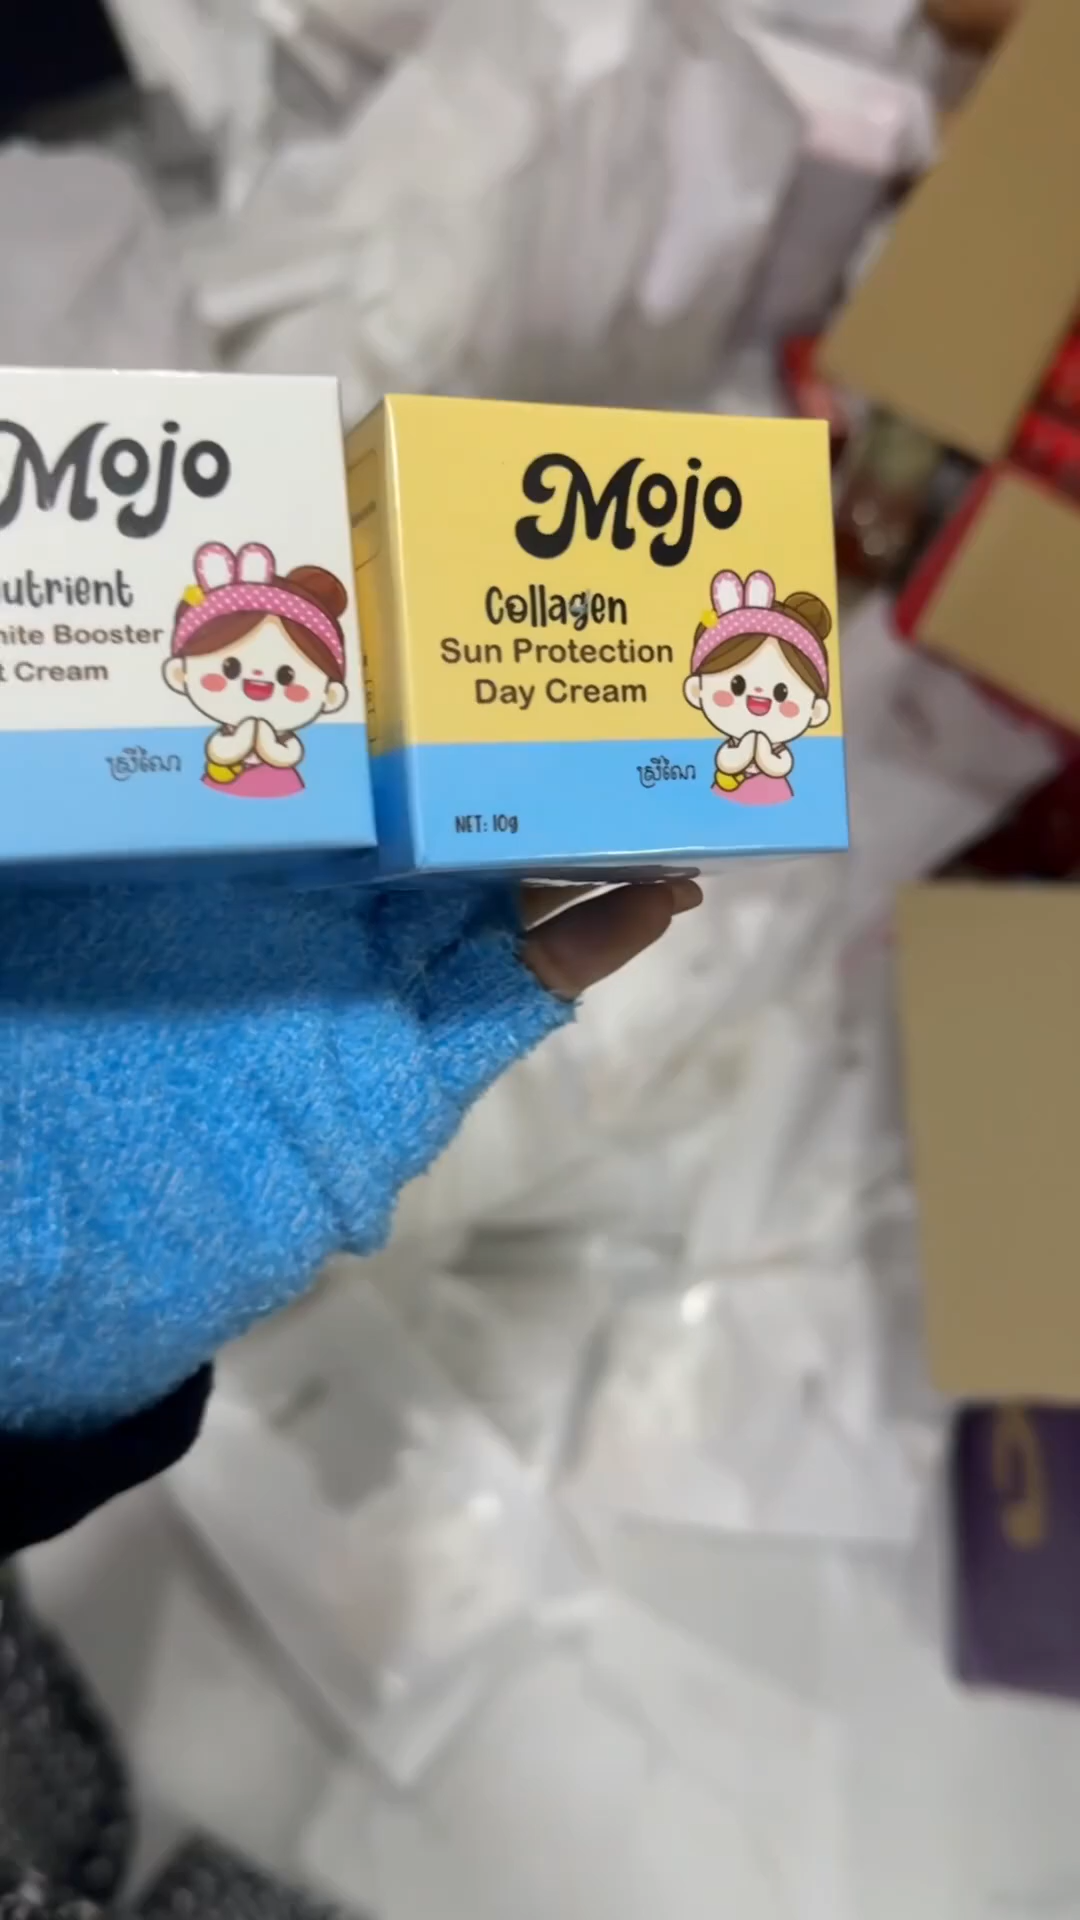 Mojo
utrient
hite Booster
t Cream
ស្រីណៃ
Mojo
Collagen
Sun Protection
Day Cream
ស្រីណៃ
NET: 10g